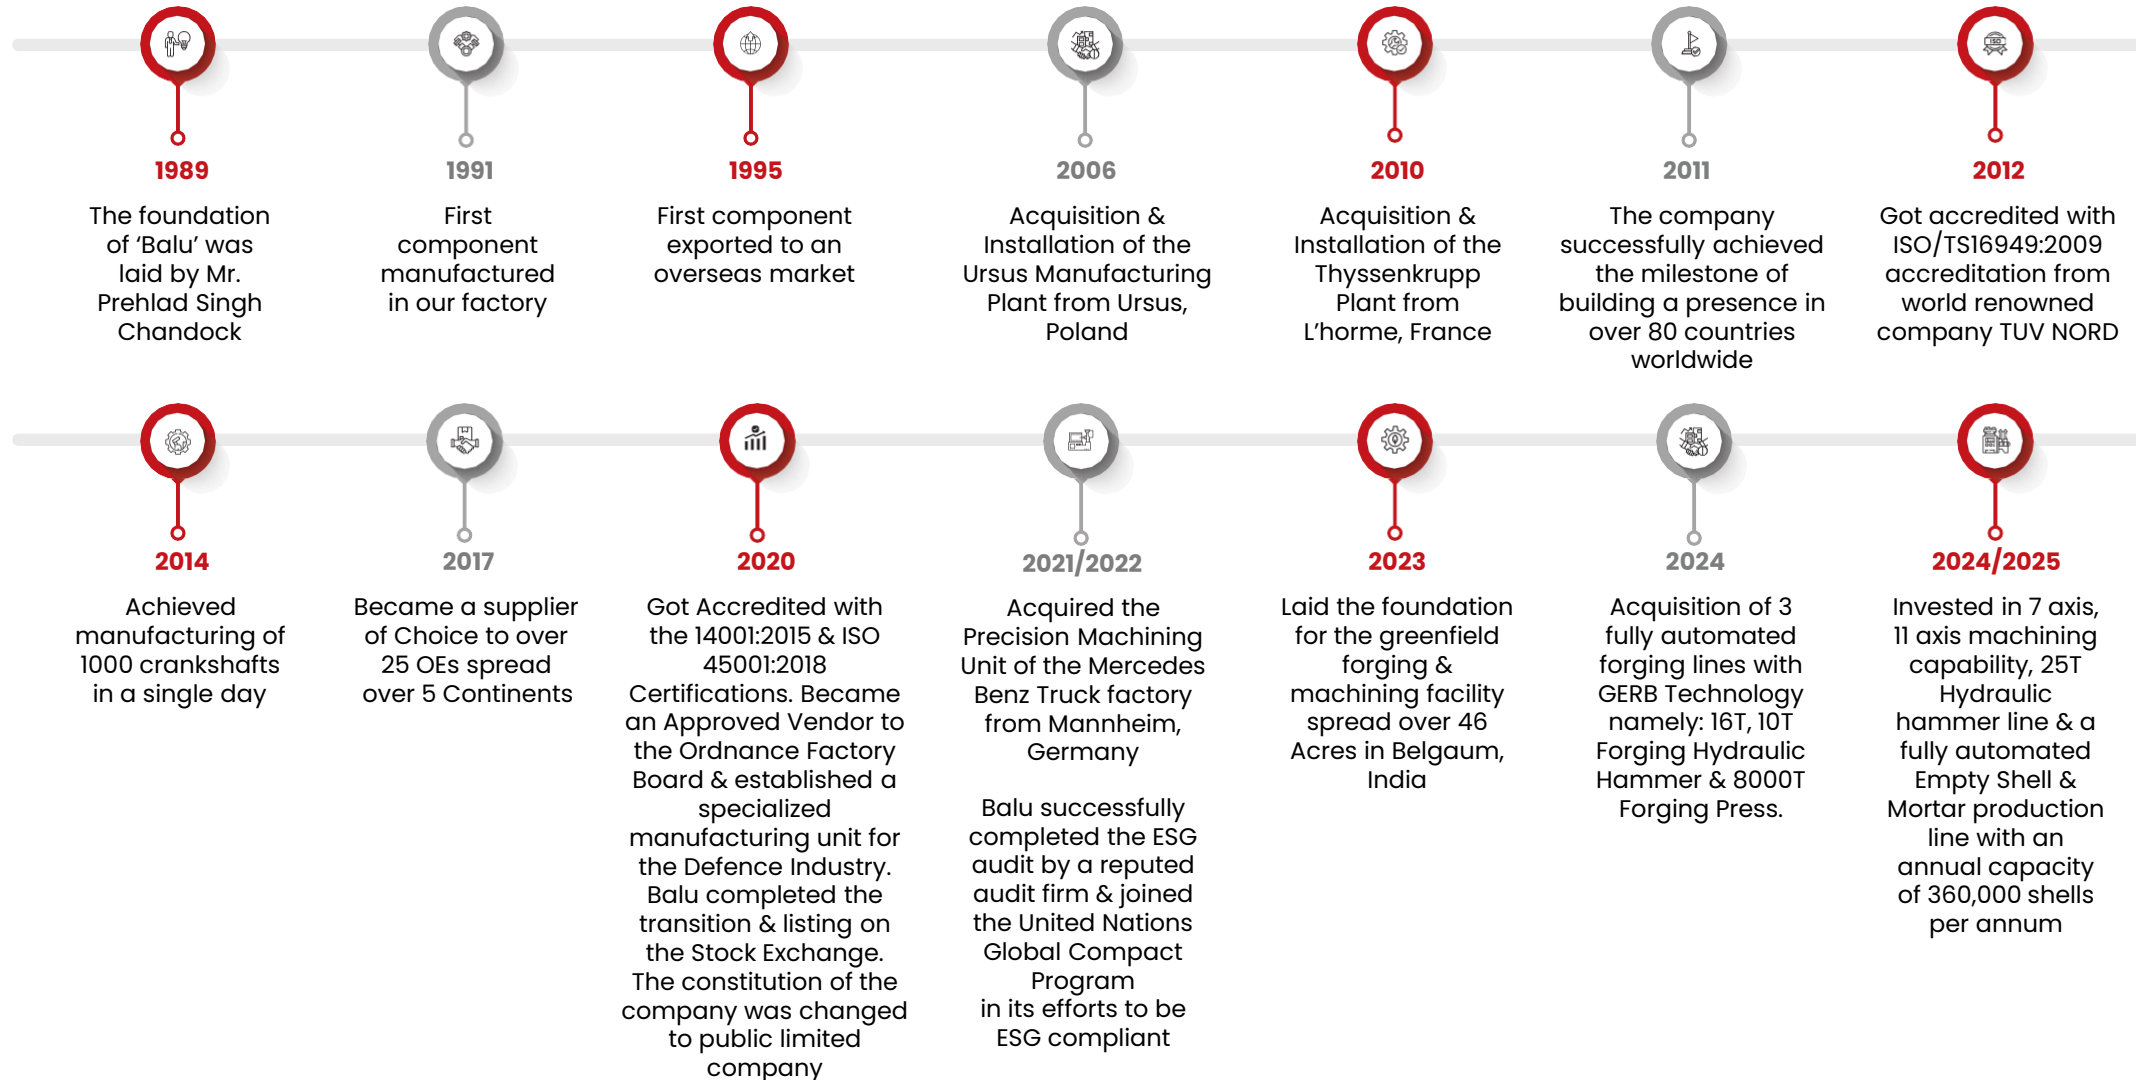 1989
The foundation
of ‘Balu’ was
laid by Mr.
Prehlad Singh
Chandock
1991
First
component
manufactured
in our factory
1995
First component
exported to an
overseas market
2006
Acquisition &
Installation of the
Ursus Manufacturing
Plant from Ursus,
Poland
2010
Acquisition &
Installation of the
Thyssenkrupp
Plant from
L’horme, France
2011
The company
successfully achieved
the milestone of
building a presence in
over 80 countries
worldwide
ISO
2012
Got accredited with
ISO/TS16949:2009
accreditation from
world renowned
company TUV NORD
2014
Achieved
manufacturing of
1000 crankshafts
in a single day
2017
Became a supplier
of Choice to over
25 OEs spread
over 5 Continents
2020
Got Accredited with
the 14001:2015 & ISO
45001:2018
Certifications. Became
an Approved Vendor to
the Ordnance Factory
Board & established a
specialized
manufacturing unit for
the Defence Industry.
Balu completed the
transition & listing on
the Stock Exchange.
The constitution of the
company was changed
to public limited
company
2021/2022
Acquired the
Precision Machining
Unit of the Mercedes
Benz Truck factory
from Mannheim,
Germany
Balu successfully
completed the ESG
audit by a reputed
audit firm & joined
the United Nations
Global Compact
Program
in its efforts to be
ESG compliant
2023
Laid the foundation
for the greenfield
forging &
machining facility
spread over 46
Acres in Belgaum,
India
2024
Acquisition of 3
fully automated
forging lines with
GERB Technology
namely: 16T, 10T
Forging Hydraulic
Hammer & 8000T
Forging Press.
2024/2025
Invested in 7 axis,
11 axis machining
capability, 25T
Hydraulic
hammer line & a
fully automated
Empty Shell &
Mortar production
line with an
annual capacity
of 360,000 shells
per annum